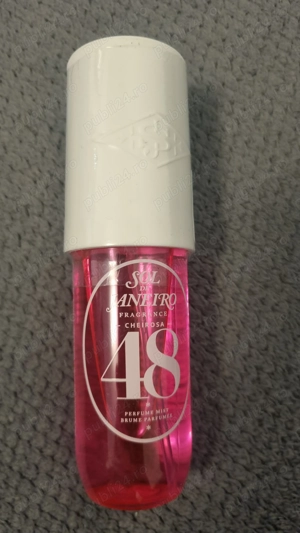 SOL
DE
JANEIRO
FRAGRANCE
- CHEIROSA -
48
PERFUME MIST
BRUME PARFUMÉE